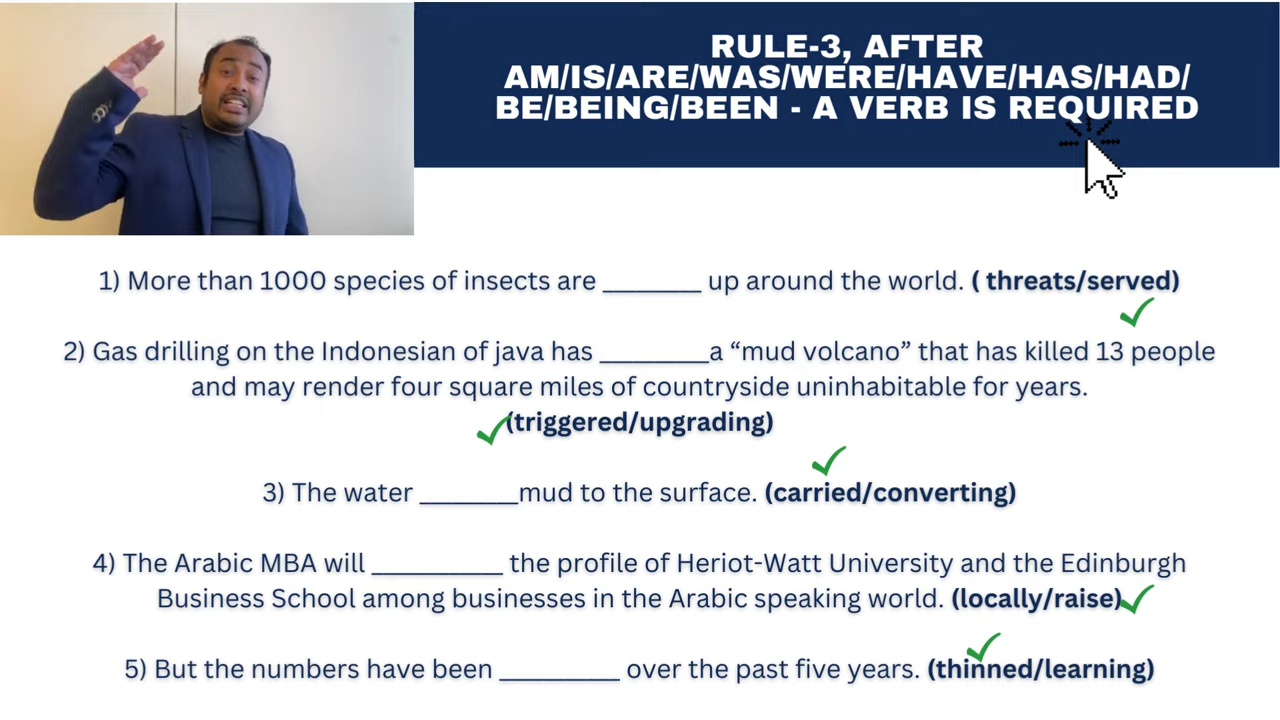 RULE-3, AFTER
AM/IS/ARE/WAS/WERE/HAVE/HAS/HAD/
BE/BEING/BEEN - A VERB IS REQUIRED
1) More than 1000 species of insects are ________ up around the world. ( threats/served)
2) Gas drilling on the Indonesian of java has _________a “mud volcano” that has killed 13 people
and may render four square miles of countryside uninhabitable for years.
(triggered/upgrading)
3) The water ________mud to the surface. (carried/converting)
4) The Arabic MBA will ___________ the profile of Heriot-Watt University and the Edinburgh
Business School among businesses in the Arabic speaking world. (locally/raise)
5) But the numbers have been __________ over the past five years. (thinned/learning)